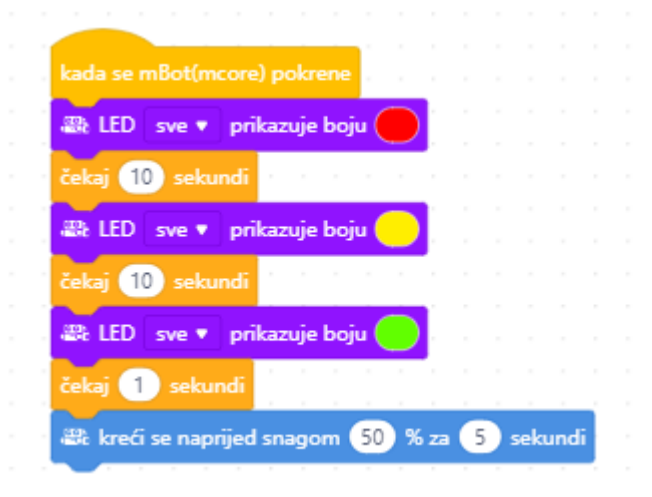 kada se mBot(mcore) pokrene
LED sve prikazuje boju
čekaj 10 sekundi
LED sve prikazuje boju
čekaj 10 sekundi
LED sve prikazuje boju
čekaj 1 sekundi
kreći se naprijed snagom 50 % za 5 sekundi